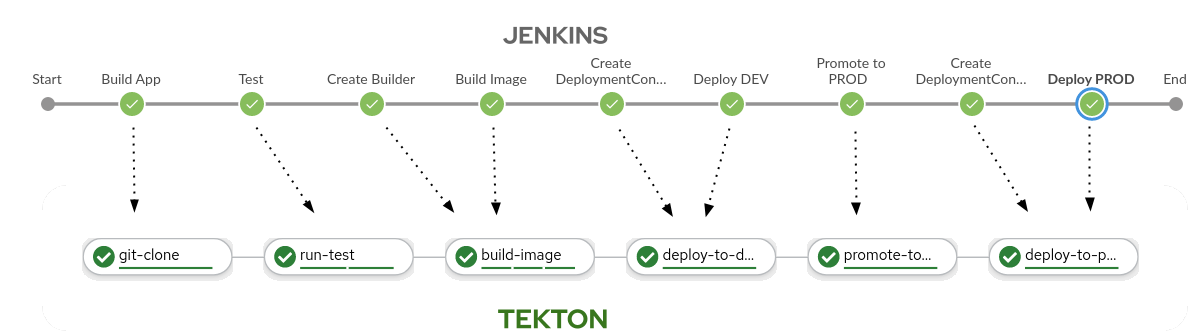 JENKINS
Start
Build App
Test
Create Builder
Build Image
Create
DeploymentCon...
Deploy DEV
Promote to
PROD
Create
DeploymentCon...
Deploy PROD
End
git-clone
run-test
build-image
deploy-to-d...
promote-to...
deploy-to-p...
TEKTON